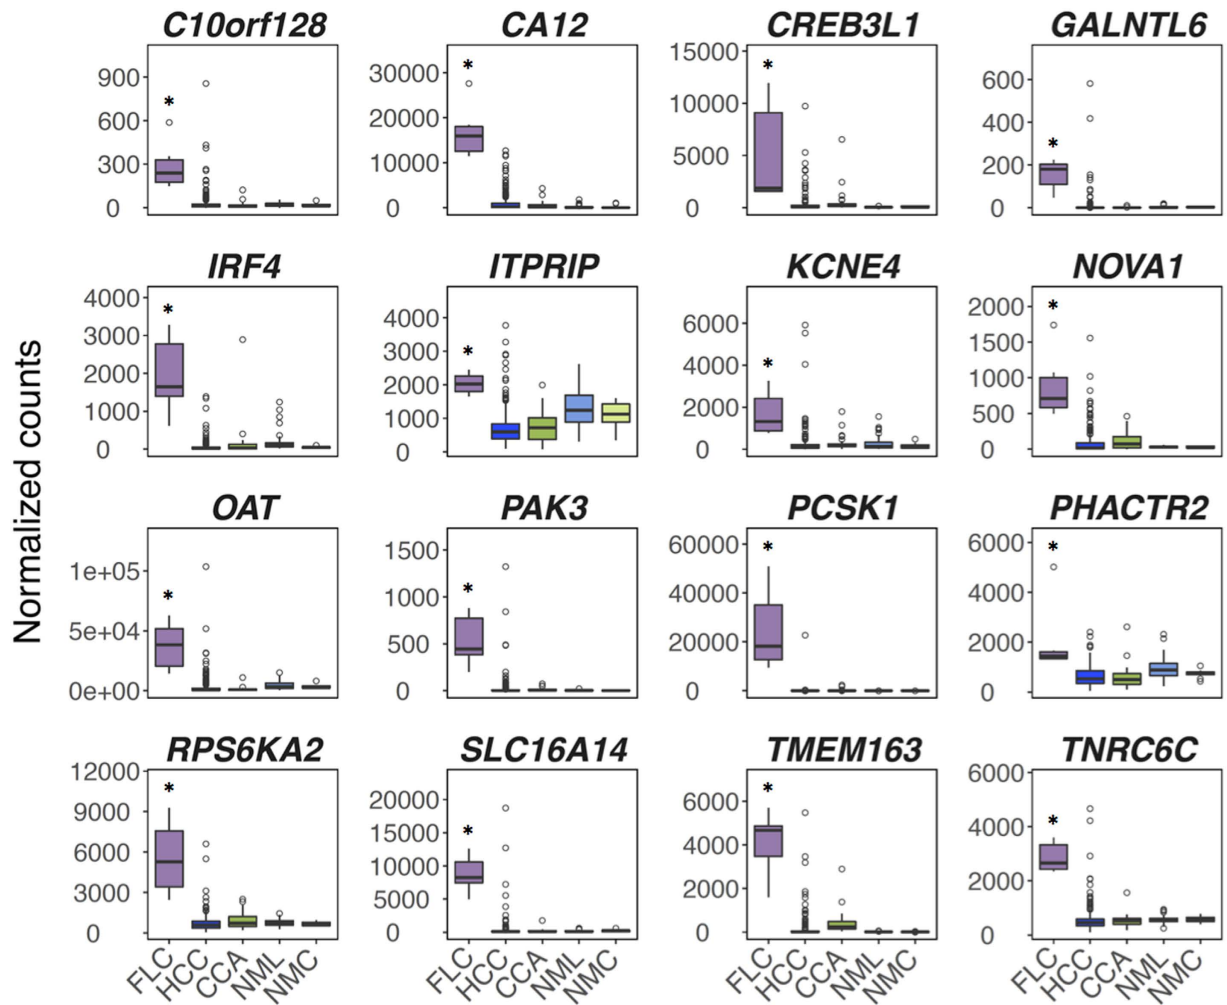 C10orf128 CA12 CREB3L1 GALNTL6
900 30000 15000 600
600 20000 10000 400
300 10000 5000 200
0 0 0 0
* * * *
IRF4 ITPRIP KCNE4 NOVA1
4000 4000 6000 2000
3000 3000 4000 1500
2000 2000 2000 1000
1000 1000 0 500
0 0 0
* * * *
Normalized counts
OAT PAK3 PCSK1 PHACTR2
1e+05 1500 60000 6000
5e+04 1000 40000 4000
0e+00 500 20000 2000
0 0 0
* * * *
RPS6KA2 SLC16A14 TMEM163 TNRC6C
12000 20000 6000 6000
9000 15000 4000 4000
6000 10000 2000 2000
3000 5000 0 0
0 0
* * * *
FLC HCC CCA NML NMC FLC HCC CCA NML NMC FLC HCC CCA NML NMC FLC HCC CCA NML NMC